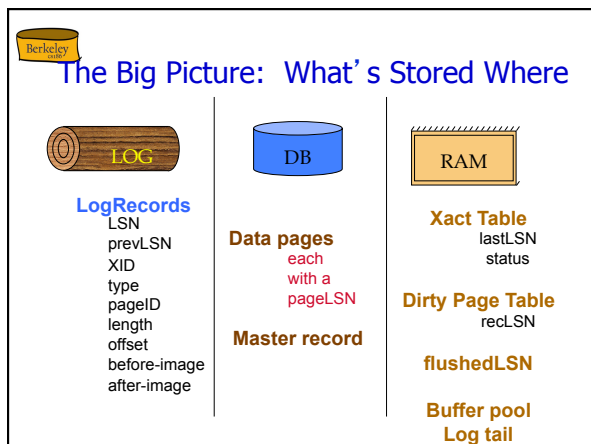 Berkeley
cs186
The Big Picture: What's Stored Where
LOG
LogRecords
LSN
prevLSN
XID
type
pageID
length
offset
before-image
after-image
DB
Data pages
each
with a
pageLSN
Master record
RAM
Xact Table
lastLSN
status
Dirty Page Table
recLSN
flushedLSN
Buffer pool
Log tail